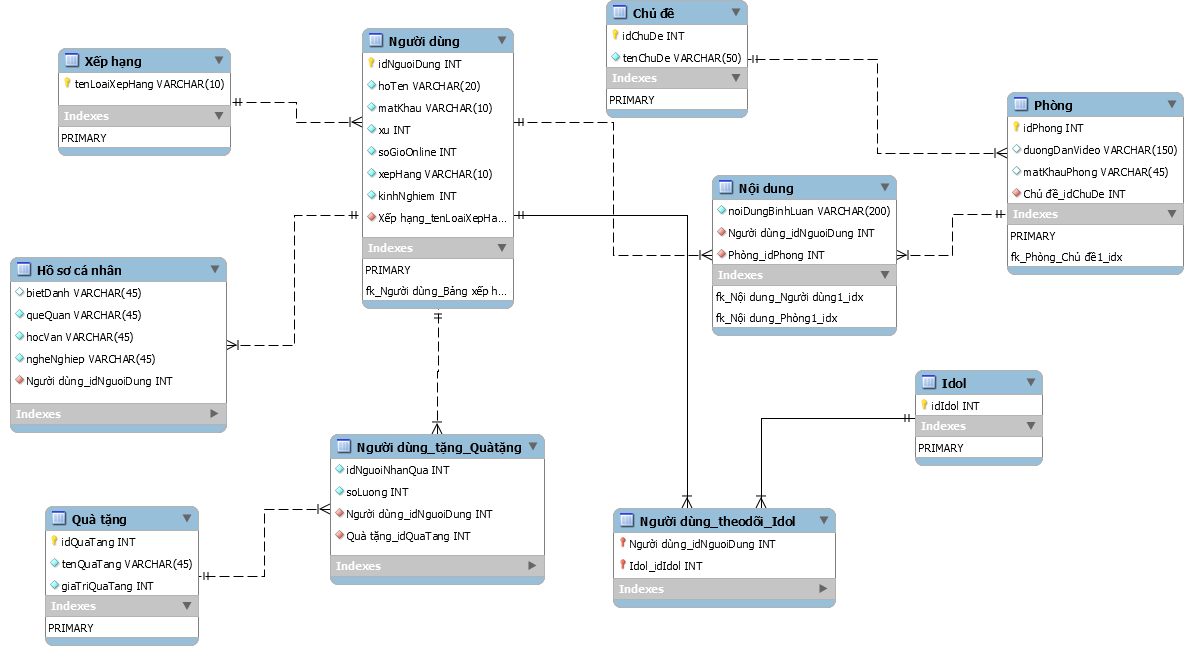 Xếp hạng
tenLoaiXepHang VARCHAR(10)
Indexes
PRIMARY
Người dùng
idNguoiDung INT
hoTen VARCHAR(20)
matKhau VARCHAR(10)
xu INT
soGioOnline INT
xepHang VARCHAR(10)
kinhNghiem INT
Xếp hạng_tenLoaiXepHa...
Indexes
PRIMARY
fk_Người dùng_Bảng xếp h...
Chủ đề
idChuDe INT
tenChuDe VARCHAR(50)
Indexes
PRIMARY
Phòng
idPhong INT
duongDanVideo VARCHAR(150)
matKhauPhong VARCHAR(45)
Chủ đề_idChuDe INT
Indexes
PRIMARY
fk_Phòng_Chủ đề1_idx
Nội dung
noiDungBinhLuan VARCHAR(200)
Người dùng_idNguoiDung INT
Phòng_idPhong INT
Indexes
fk_Nội dung_Người dùng1_idx
fk_Nội dung_Phòng1_idx
Hồ sơ cá nhân
bietDanh VARCHAR(45)
queQuan VARCHAR(45)
hocVan VARCHAR(45)
ngheNghiep VARCHAR(45)
Người dùng_idNguoiDung INT
Indexes
Idol
idIdol INT
Indexes
PRIMARY
Người dùng_tặng_Quàtặng
idNguoiNhanQua INT
soLuong INT
Người dùng_idNguoiDung INT
Quà tặng_idQuaTang INT
Indexes
Quà tặng
idQuaTang INT
tenQuaTang VARCHAR(45)
giaTriQuaTang INT
Indexes
PRIMARY
Người dùng_theodõi_Idol
Người dùng_idNguoiDung INT
Idol_idIdol INT
Indexes